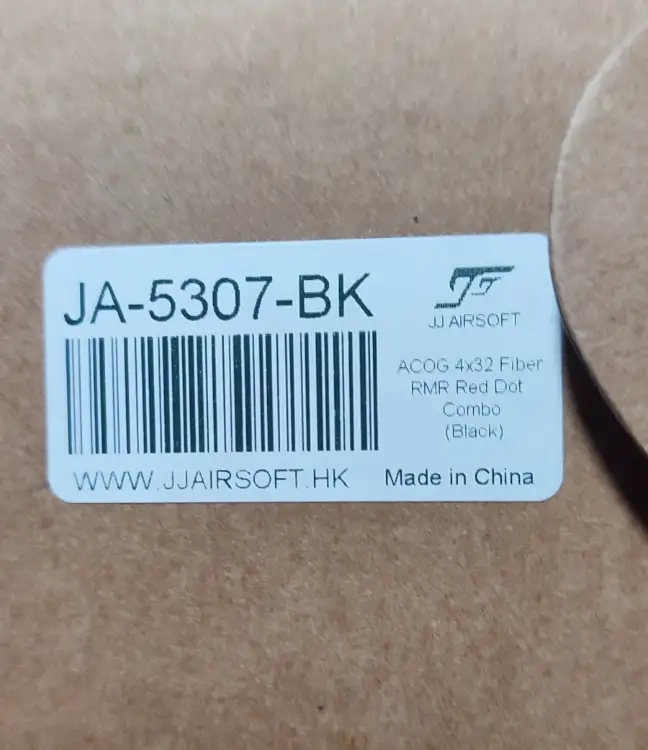 JA-5307-BK
JJ AIRSOFT
ACOG 4x32 Fiber
RMR Red Dot
Combo
(Black)
WWW.JJAIRSOFT.HK
Made in China